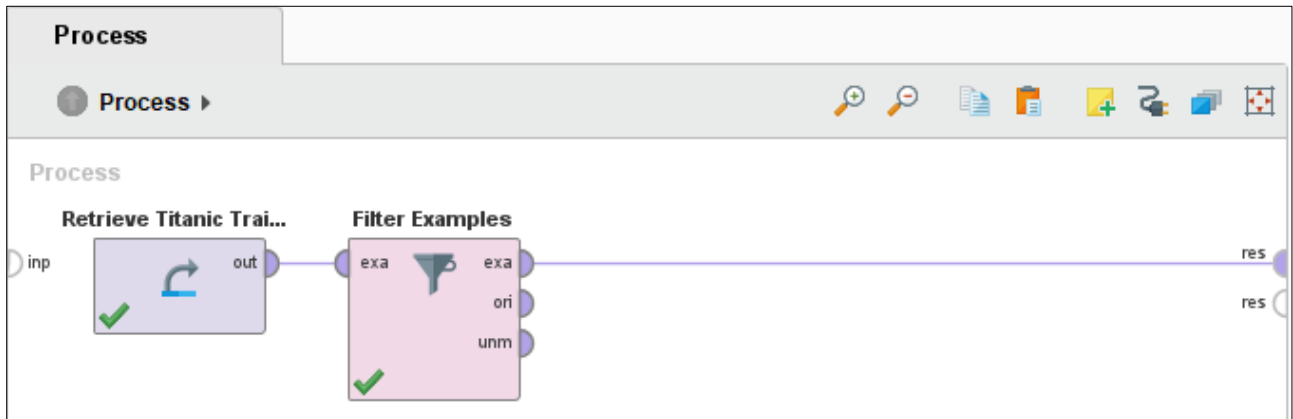 Process
Process
Process
Retrieve Titanic Trai... Filter Examples
inp out exa exa res
ori res
unm